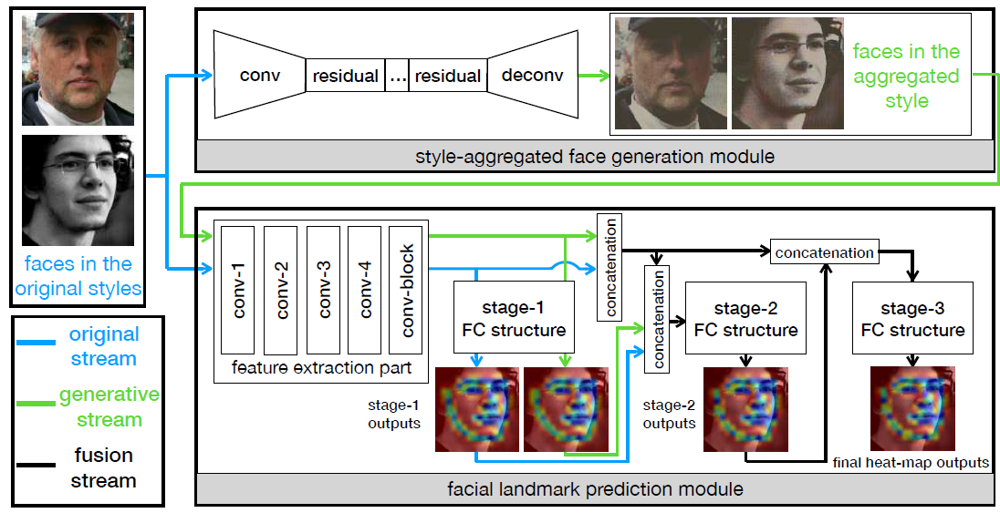 faces in the
original styles
original
stream
generative
stream
fusion
stream
conv
residual
...
residual
deconv
faces in the
aggregated
style
style-aggregated face generation module
conv-1
conv-2
conv-3
conv-4
conv-block
feature extraction part
stage-1
FC structure
stage-1
outputs
concatenation
concatenation
stage-2
FC structure
stage-2
outputs
concatenation
stage-3
FC structure
final heat-map outputs
facial landmark prediction module